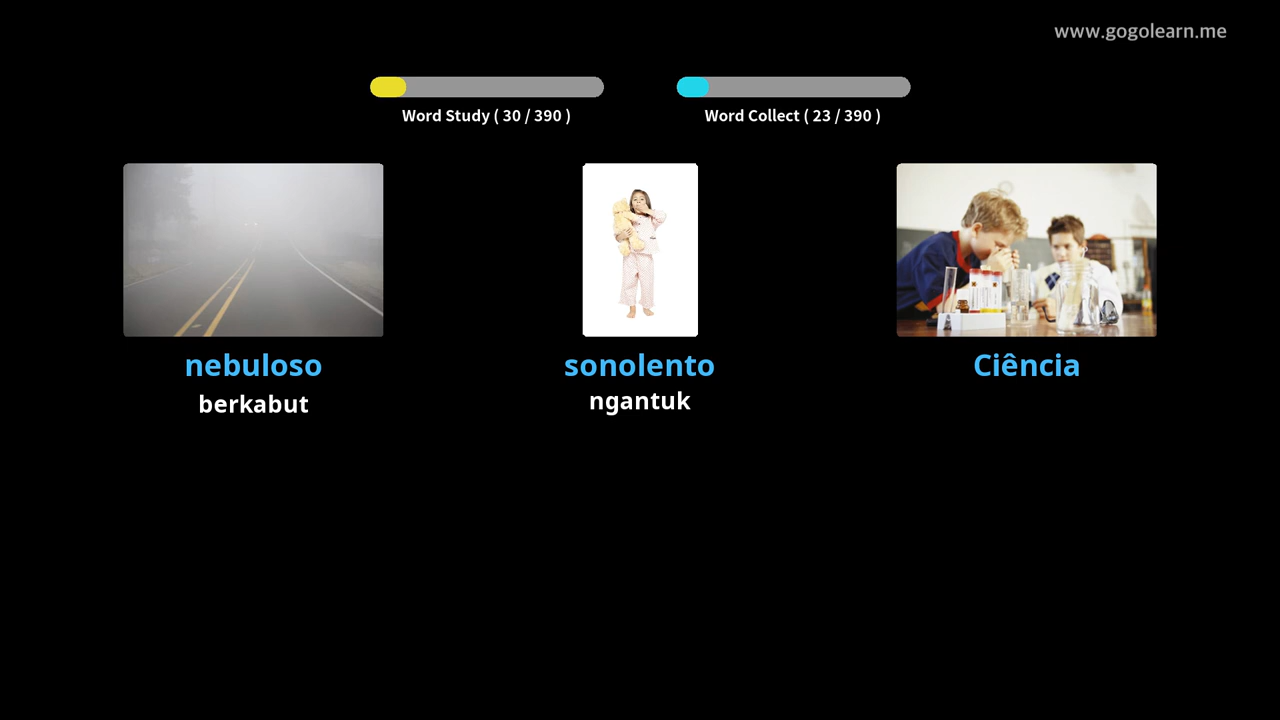 www.gogolearn.me
Word Study ( 30 / 390 )
Word Collect ( 23 / 390 )
nebuloso
berkabut
sonolento
ngantuk
Ciência